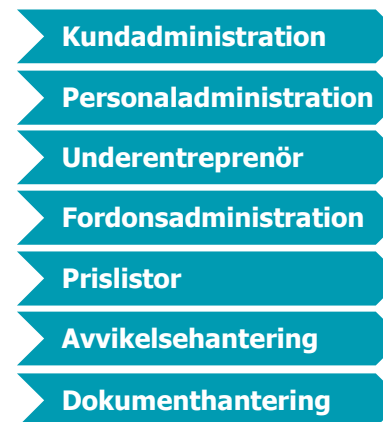 Kundadministration
Personaladministration
Underentreprenör
Fordonsadministration
Prislistor
Avvikelsehantering
Dokumenthantering